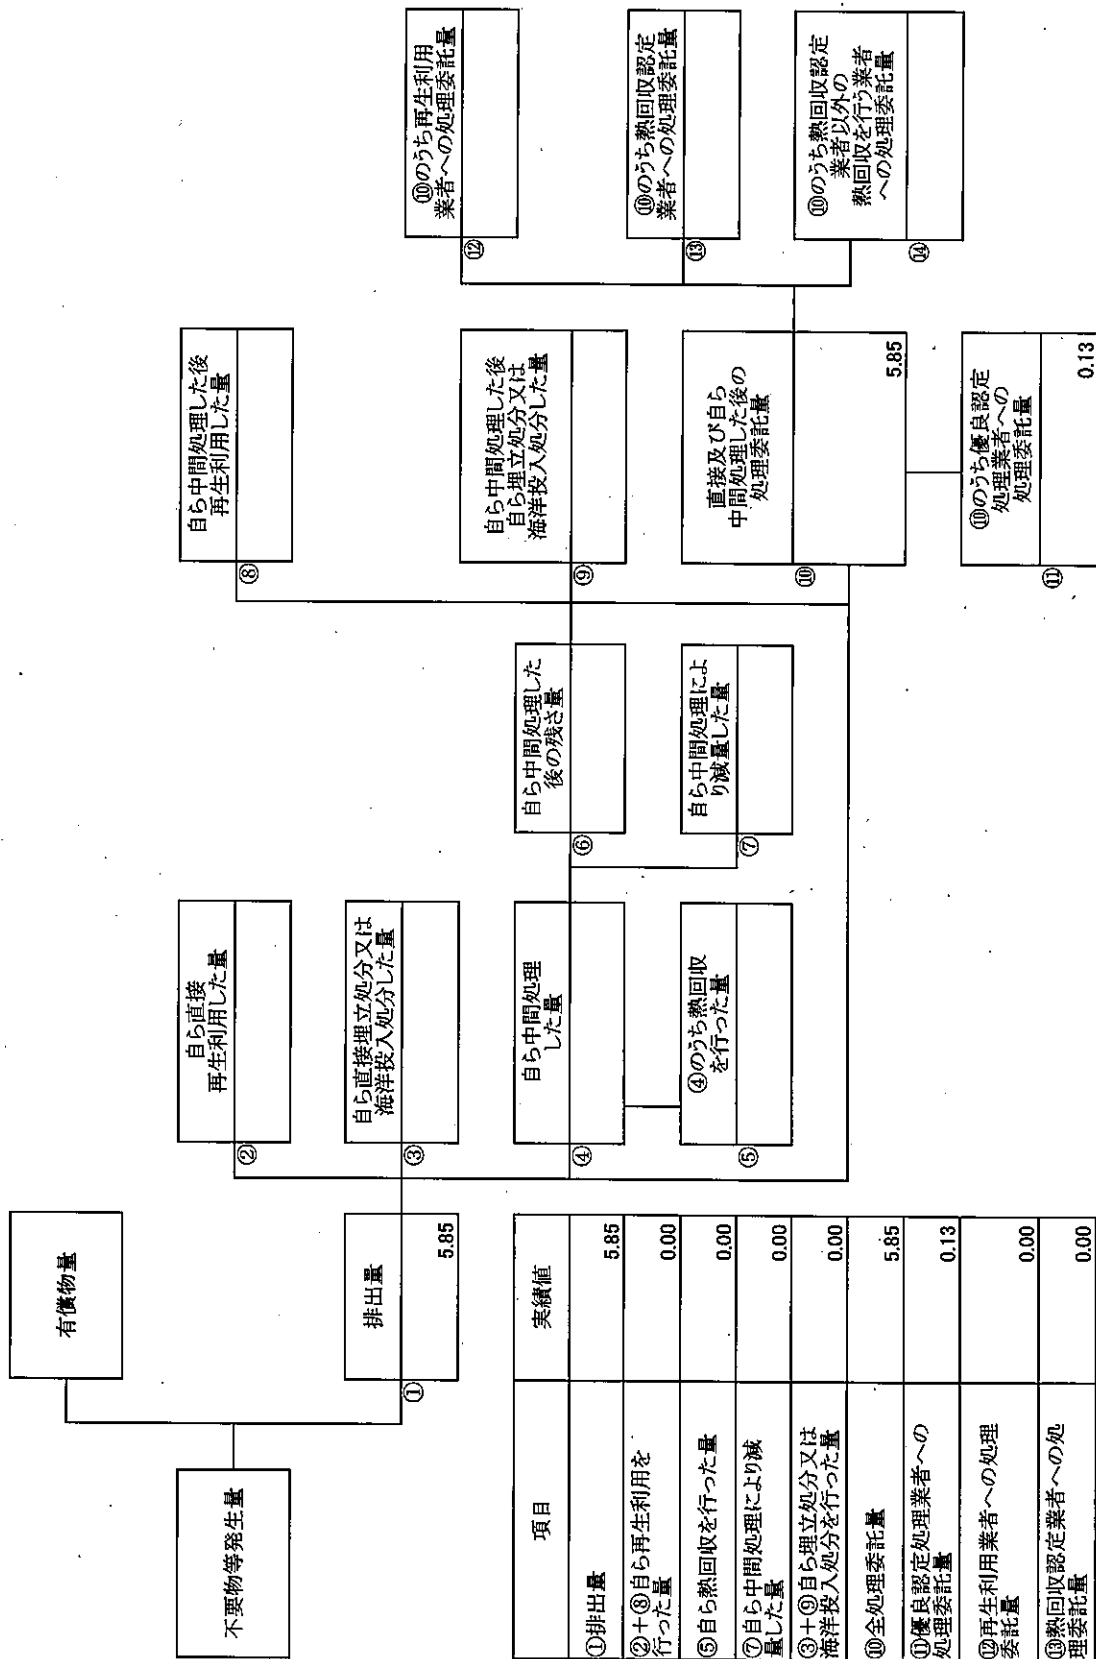 有償物量
不要物等発生量
①
排出量
5.85
②
自ら直接
再生利用した量
③
自ら直接埋立処分又は
海洋投入処分した量
④
自ら中間処理
した量
⑤
④のうち熱回収
を行った量
⑥
自ら中間処理した
後の残さ量
⑦
自ら中間処理によ
り減量した量
⑧
自ら中間処理した後
再生利用した量
⑨
自ら中間処理した後
自ら埋立処分又は
海洋投入処分した量
⑩
直接及び自ら
中間処理した後の
処理委託量
5.85
⑪
⑩のうち優良認定
処理業者への
処理委託量
0.13
⑫
⑩のうち再生利用
業者への処理委託量
⑬
⑩のうち熱回収認定
業者への処理委託量
⑭
⑩のうち熱回収認定
業者以外の
熱回収を行う業者
への処理委託量
項目 実績値
①排出量 5.85
②+⑧自ら再生利用を
行った量 0.00
⑤自ら熱回収を行った量 0.00
⑦自ら中間処理により減
量した量 0.00
③+⑨自ら埋立処分又は
海洋投入処分を行った量 0.00
⑩全処理委託量 5.85
⑪優良認定処理業者への
処理委託量 0.13
⑫再生利用業者への処理
委託量 0.00
⑬熱回収認定業者への処
理委託量 0.00